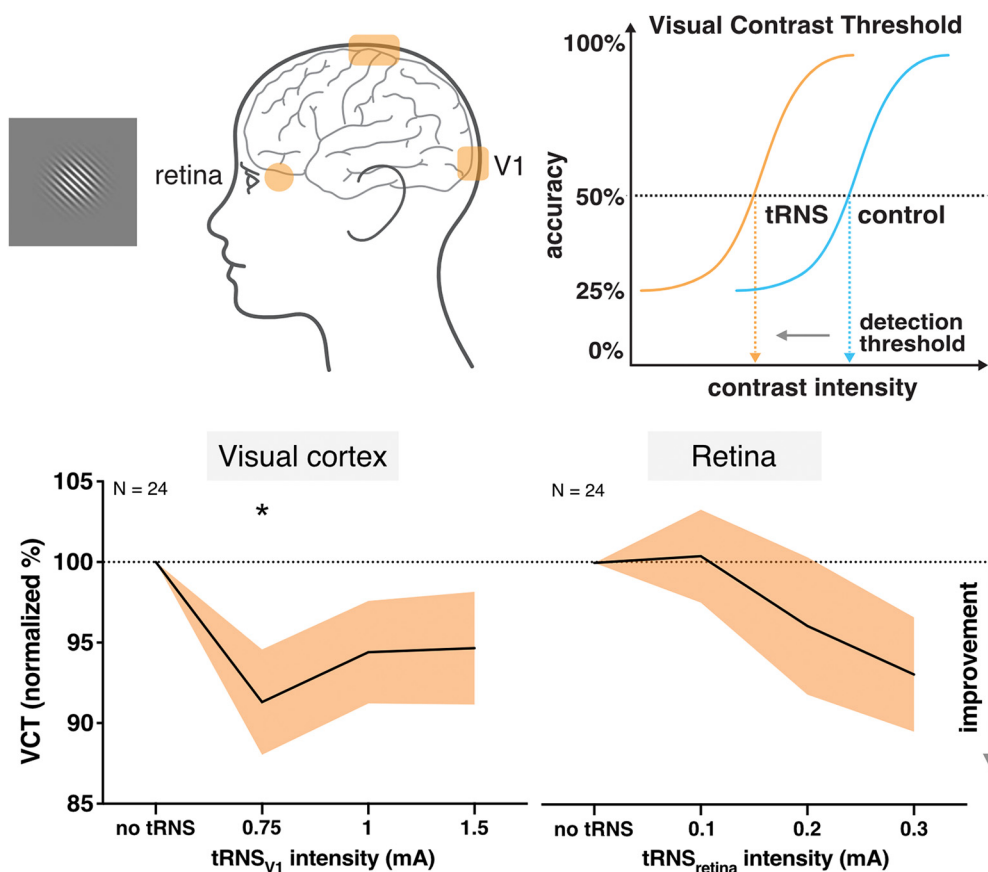 retina
V1
Visual Contrast Threshold
100%
50%
25%
0%
accuracy
tRNS
control
detection
threshold
contrast intensity
Visual cortex
N = 24
*
105
100
95
90
85
VCT (normalized %)
no tRNS
0.75
1
1.5
tRNSV1 intensity (mA)
Retina
N = 24
improvement
no tRNS
0.1
0.2
0.3
tRNSretina intensity (mA)